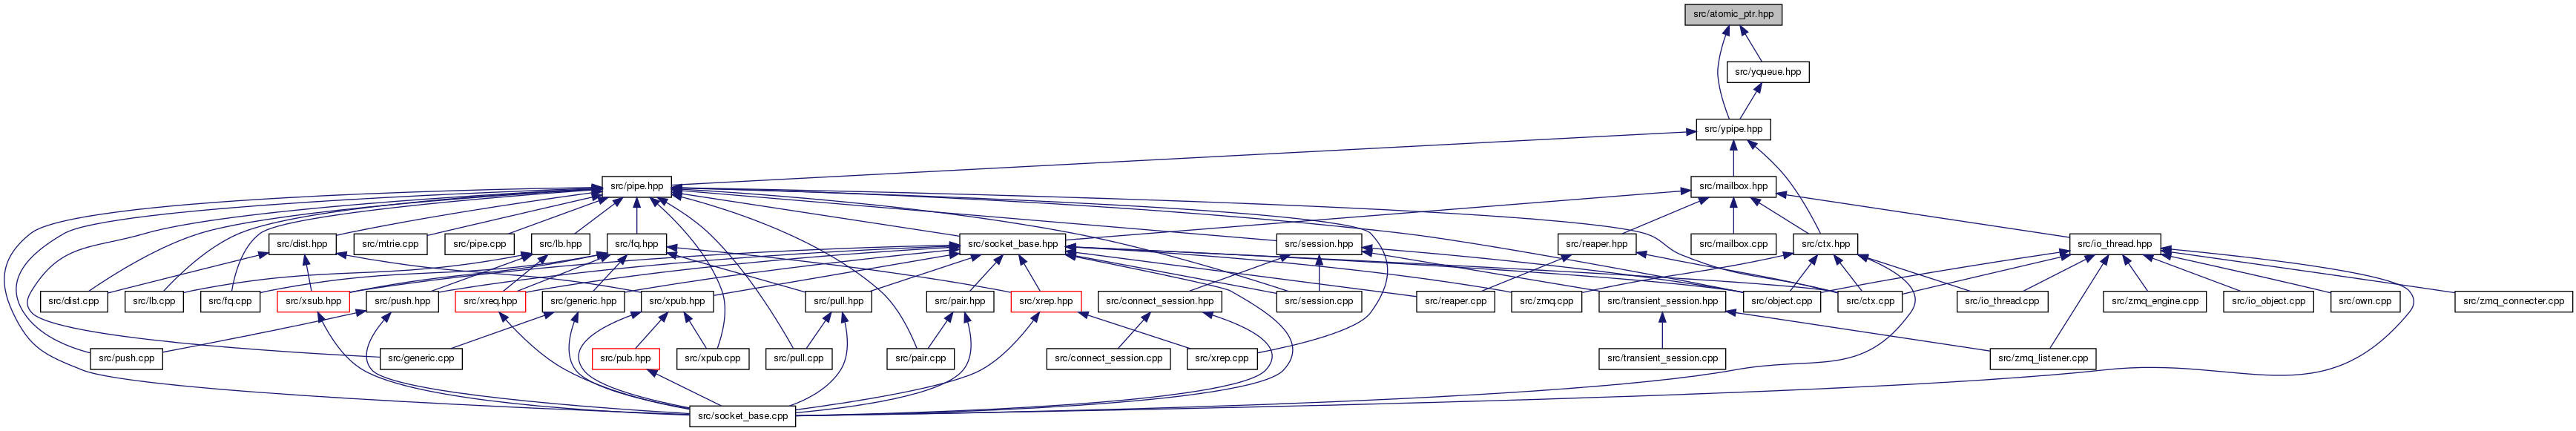 src/atomic_ptr.hpp
src/yqueue.hpp
src/ypipe.hpp
src/pipe.hpp
src/mailbox.hpp
src/dist.hpp
src/mtrie.cpp
src/pipe.cpp
src/lb.hpp
src/fq.hpp
src/socket_base.hpp
src/session.hpp
src/reaper.hpp
src/mailbox.cpp
src/ctx.hpp
src/io_thread.hpp
src/dist.cpp
src/lb.cpp
src/fq.cpp
src/xsub.hpp
src/push.hpp
src/xreq.hpp
src/generic.hpp
src/xpub.hpp
src/pull.hpp
src/pair.hpp
src/xrep.hpp
src/connect_session.hpp
src/session.cpp
src/reaper.cpp
src/zmq.cpp
src/transient_session.hpp
src/object.cpp
src/ctx.cpp
src/io_thread.cpp
src/zmq_engine.cpp
src/io_object.cpp
src/own.cpp
src/zmq_connecter.cpp
src/push.cpp
src/generic.cpp
src/pub.hpp
src/xpub.cpp
src/pull.cpp
src/pair.cpp
src/connect_session.cpp
src/xrep.cpp
src/transient_session.cpp
src/zmq_listener.cpp
src/socket_base.cpp